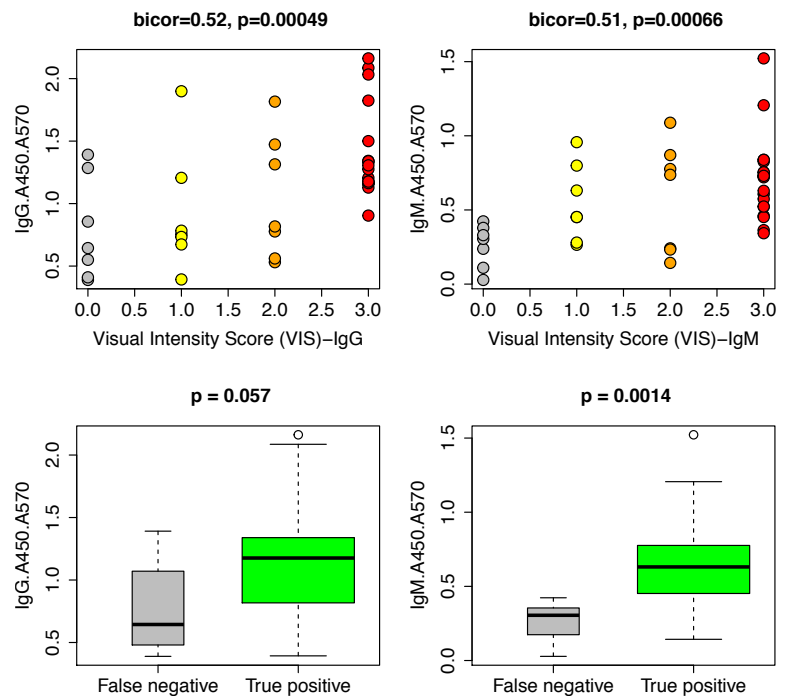 bicor=0.52, p=0.00049
IgG.A450.A570
2.0
1.5
1.0
0.5
0.0 0.5 1.0 1.5 2.0 2.5 3.0
Visual Intensity Score (VIS)−IgG
bicor=0.51, p=0.00066
IgM.A450.A570
1.5
1.0
0.5
0.0
0.0 0.5 1.0 1.5 2.0 2.5 3.0
Visual Intensity Score (VIS)−IgM
p = 0.057
IgG.A450.A570
2.0
1.5
1.0
0.5
False negative True positive
p = 0.0014
IgM.A450.A570
1.5
1.0
0.5
0.0
False negative True positive